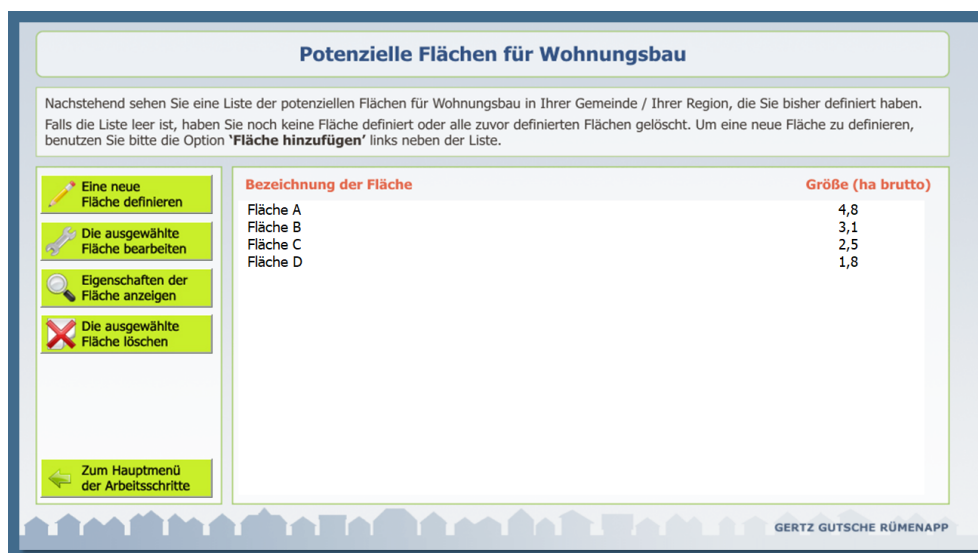 Potenzielle Flächen für Wohnungsbau
Nachstehend sehen Sie eine Liste der potenziellen Flächen für Wohnungsbau in Ihrer Gemeinde / Ihrer Region, die Sie bisher definiert haben.
Falls die Liste leer ist, haben Sie noch keine Fläche definiert oder alle zuvor definierten Flächen gelöscht. Um eine neue Fläche zu definieren,
benutzen Sie bitte die Option ‘Fläche hinzufügen’ links neben der Liste.
Eine neue
Fläche definieren
Die ausgewählte
Fläche bearbeiten
Eigenschaften der
Fläche anzeigen
Die ausgewählte
Fläche löschen
Zum Hauptmenü
der Arbeitsschritte
Bezeichnung der Fläche Größe (ha brutto)
Fläche A 4,8
Fläche B 3,1
Fläche C 2,5
Fläche D 1,8
GERTZ GUTSCHE RÜMENAPP